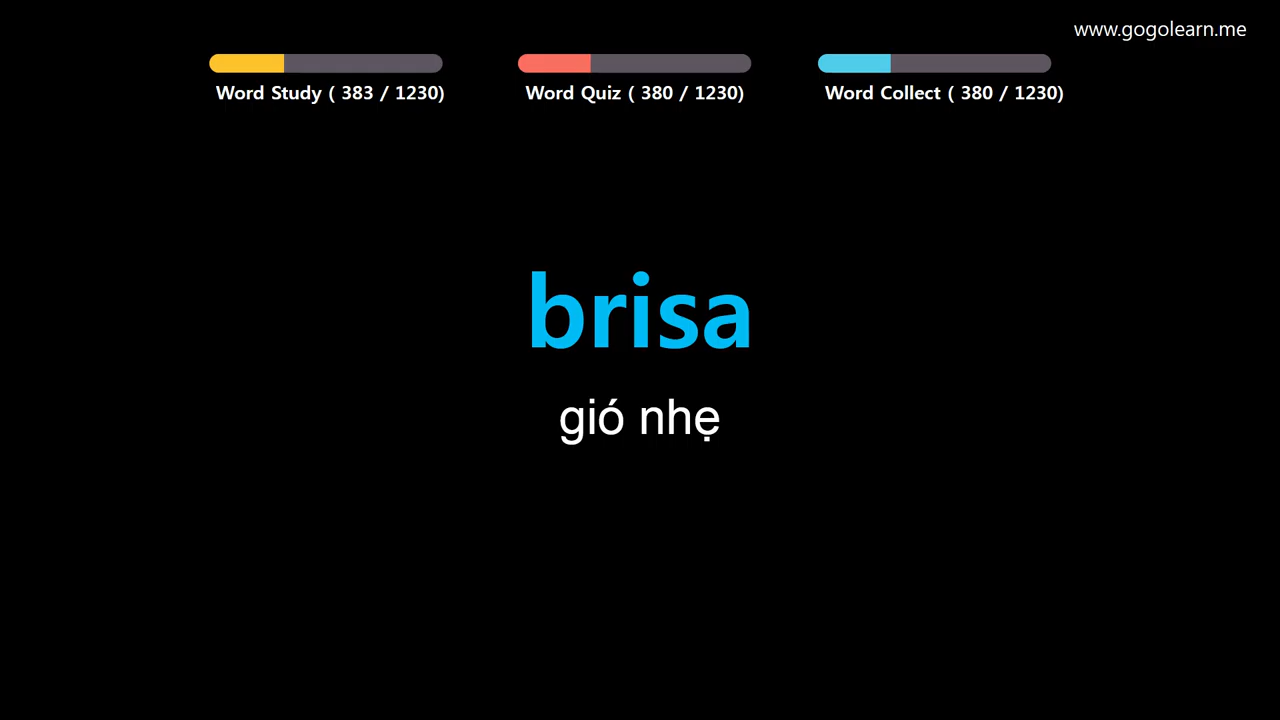 www.gogolearn.me
Word Study ( 383 / 1230)
Word Quiz ( 380 / 1230)
Word Collect ( 380 / 1230)
brisa
gió nhẹ